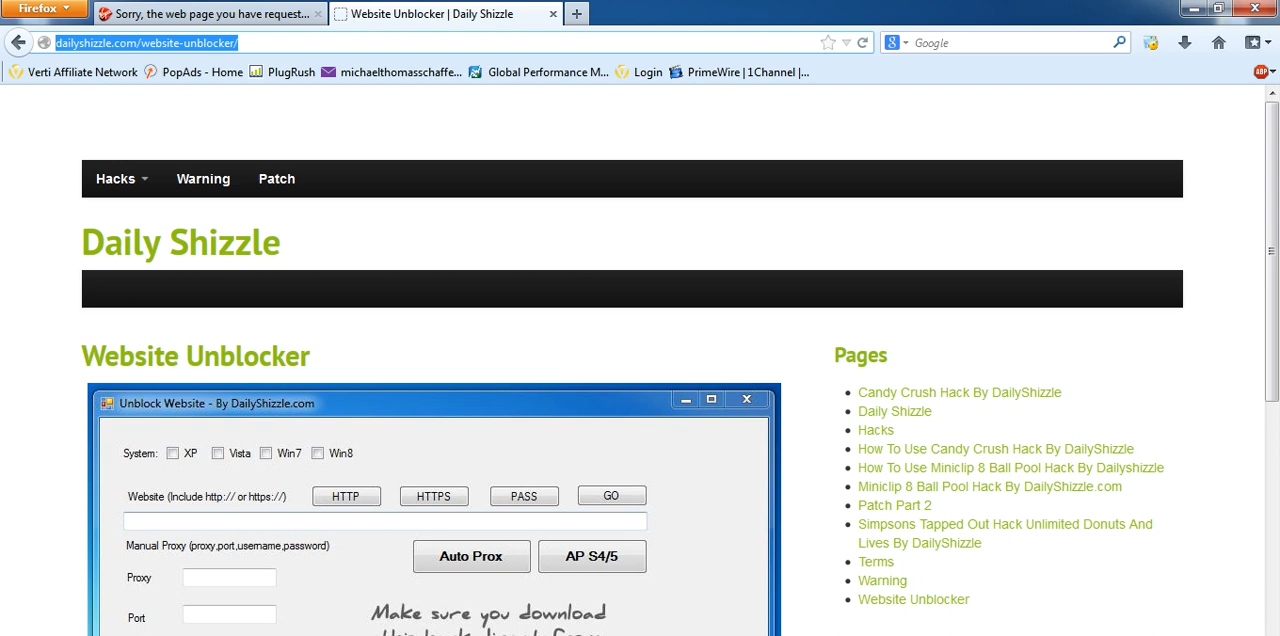 Firefox
Sorry, the web page you have request...
Website Unblocker | Daily Shizzle
dailyshizzle.com/website-unblocker/
Google
Verti Affiliate Network
PopAds - Home
PlugRush
michaelthomasschaffe...
Global Performance M...
Login
PrimeWire | 1Channel |...
ABP
Hacks
Warning
Patch
Daily Shizzle
Website Unblocker
Unblock Website - By DailyShizzle.com
System: XP Vista Win7 Win8
Website (Include http:// or https://) HTTP HTTPS PASS GO
Manual Proxy (proxy,port,username,password)
Auto Prox AP S4/5
Proxy
Port
Make sure you download
Pages
Candy Crush Hack By DailyShizzle
Daily Shizzle
Hacks
How To Use Candy Crush Hack By DailyShizzle
How To Use Miniclip 8 Ball Pool Hack By Dailyshizzle
Miniclip 8 Ball Pool Hack By DailyShizzle.com
Patch Part 2
Simpsons Tapped Out Hack Unlimited Donuts And
Lives By DailyShizzle
Terms
Warning
Website Unblocker